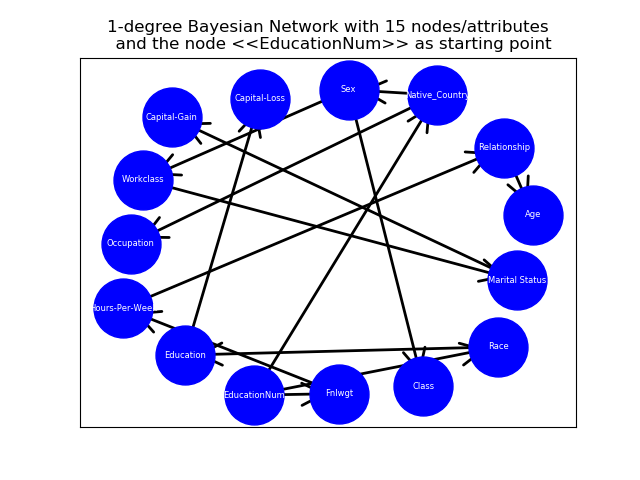 1-degree Bayesian Network with 15 nodes/attributes
and the node <<EducationNum>> as starting point
Sex
Capital-Loss
Native_Country
Capital-Gain
Relationship
Workclass
Age
Occupation
Marital Status
Hours-Per-Week
Race
Education
Class
EducationNum
Fnlwgt